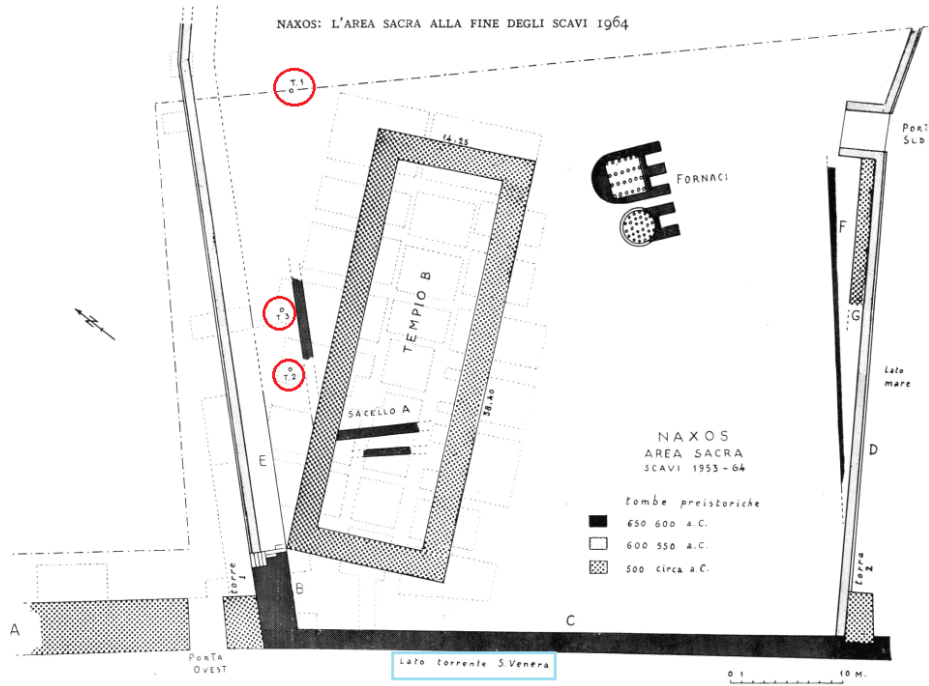 NAXOS: L'AREA SACRA ALLA FINE DEGLI SCAVI 1964
T.1
14.25
PORT
SLD
FORNACI
F
N
T 3
TEMPIO B
G
T.2
Lato
mare
38.40
SACELLO A
NAXOS
AREA SACRA
SCAVI 1953-64
E
D
tombe preistoriche
650 600 a.C.
600 550 a.C.
500 circa a.C.
torre
1
B
torra
2
A
C
PORTA
OVEST
Lato torrente S.Venera
0 1 10 M.